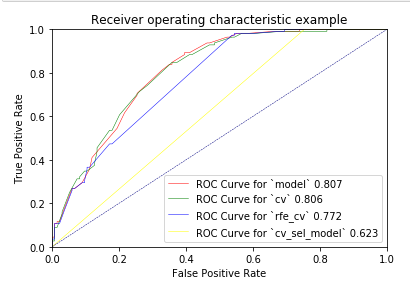 Receiver operating characteristic example
True Positive Rate
1.0
0.8
0.6
0.4
0.2
0.0
ROC Curve for `model` 0.807
ROC Curve for `cv` 0.806
ROC Curve for `rfe_cv` 0.772
ROC Curve for `cv_sel_model` 0.623
0.0 0.2 0.4 0.6 0.8 1.0
False Positive Rate